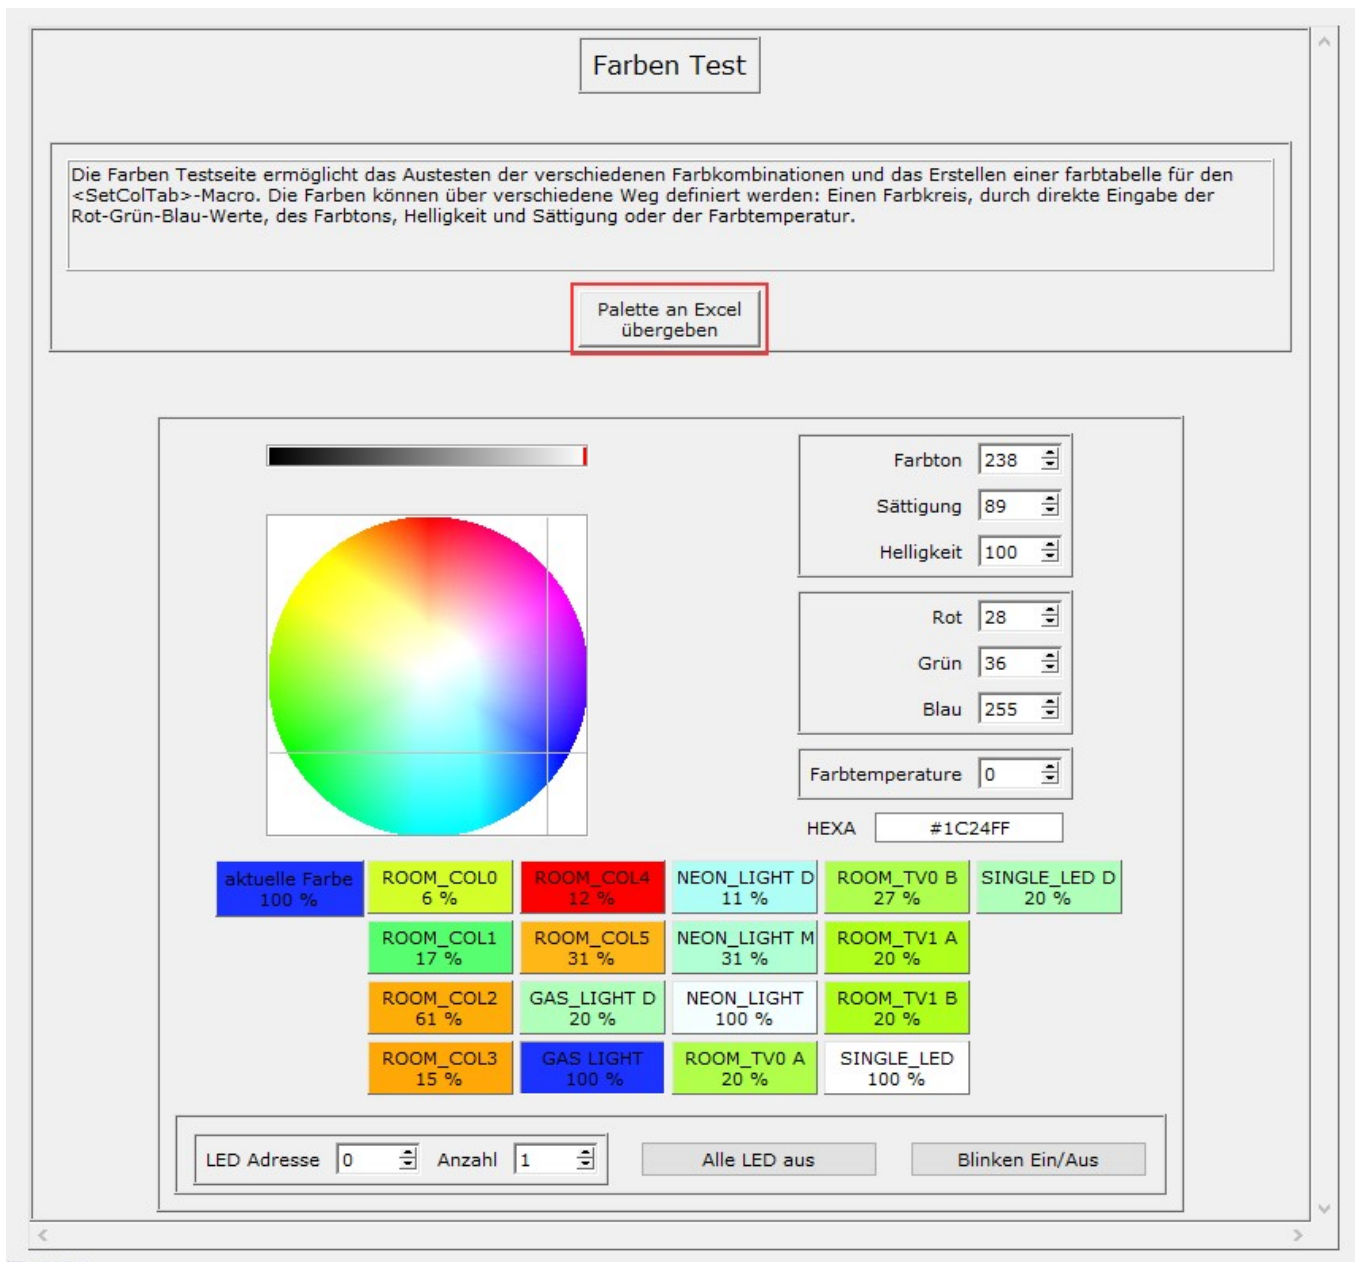 Farben Test
Die Farben Testseite ermöglicht das Austesten der verschiedenen Farbkombinationen und das Erstellen einer farbtabelle für den
<SetColTab>-Macro. Die Farben können über verschiedene Weg definiert werden: Einen Farbkreis, durch direkte Eingabe der
Rot-Grün-Blau-Werte, des Farbtons, Helligkeit und Sättigung oder der Farbtemperatur.
Palette an Excel
übergeben
Farbton 238
Sättigung 89
Helligkeit 100
Rot 28
Grün 36
Blau 255
Farbtemperature 0
HEXA #1C24FF
aktuelle Farbe ROOM_COL0 ROOM_COL4 NEON_LIGHT D ROOM_TV0 B SINGLE_LED D
100 % 6 % 12 % 11 % 27 % 20 %
ROOM_COL1 ROOM_COL5 NEON_LIGHT M ROOM_TV1 A
17 % 31 % 31 % 20 %
ROOM_COL2 GAS_LIGHT D NEON_LIGHT ROOM_TV1 B
61 % 20 % 100 % 20 %
ROOM_COL3 GAS LIGHT ROOM_TV0 A SINGLE_LED
15 % 100 % 20 % 100 %
LED Adresse 0 Anzahl 1 Alle LED aus Blinken Ein/Aus